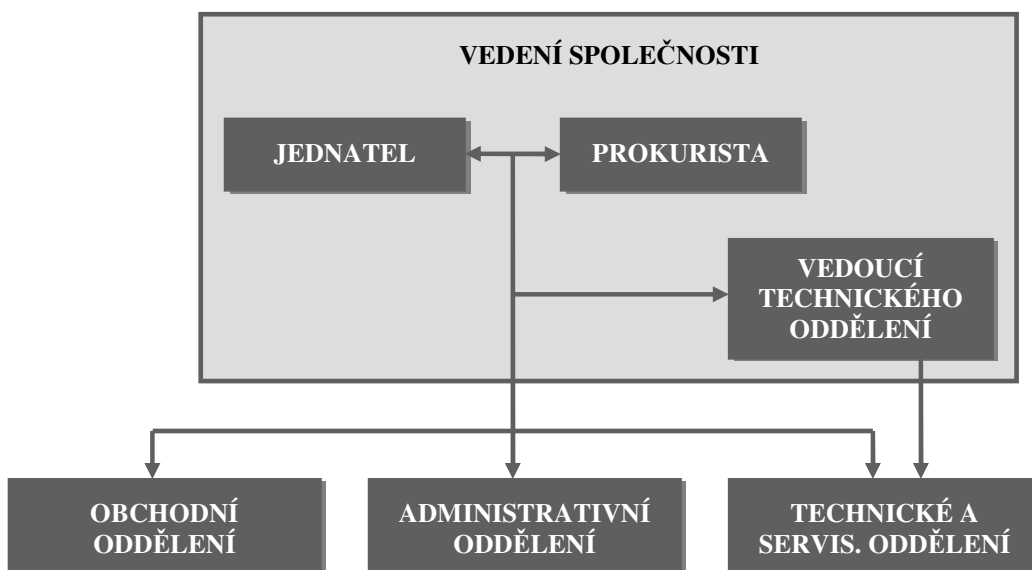 VEDENÍ SPOLEČNOSTI
JEDNATEL
PROKURISTA
VEDOUCÍ
TECHNICKÉHO
ODDĚLENÍ
OBCHODNÍ
ODDĚLENÍ
ADMINISTRATIVNÍ
ODDĚLENÍ
TECHNICKÉ A
SERVIS. ODDĚLENÍ